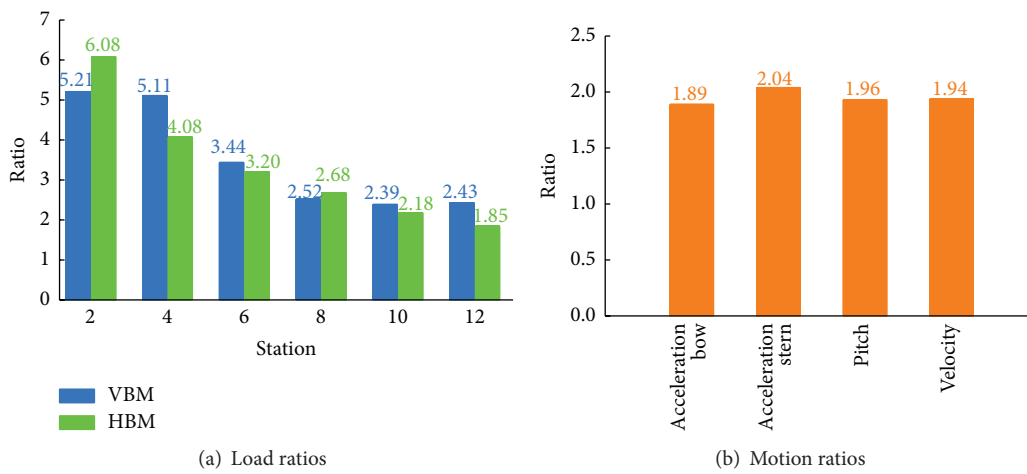 7
6
5
4
3
2
1
0
Ratio
5.21
6.08
5.11
4.08
3.44
3.20
2.52
2.68
2.39
2.18
2.43
1.85
2 4 6 8 10 12
Station
VBM
HBM
(a) Load ratios
2.5
2.0
1.5
1.0
0.5
0.0
Ratio
1.89
2.04
1.96
1.94
Acceleration
bow
Acceleration
stern
Pitch
Velocity
(b) Motion ratios